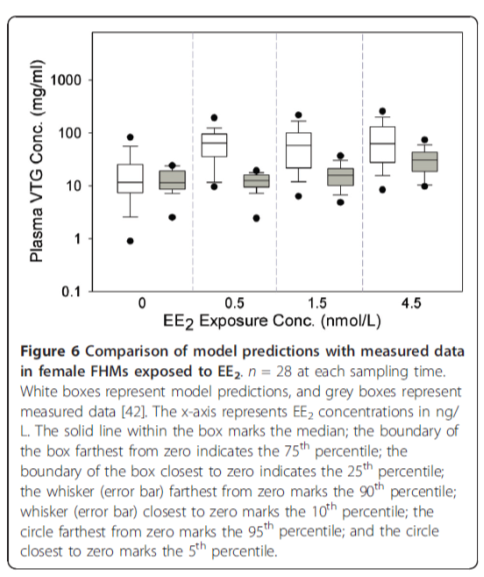 Plasma VTG Conc. (mg/ml)
1000
100
10
1
0.1
0 0.5 1.5 4.5
EE₂ Exposure Conc. (nmol/L)
Figure 6 Comparison of model predictions with measured data
in female FHMs exposed to EE₂. n = 28 at each sampling time.
White boxes represent model predictions, and grey boxes represent
measured data [42]. The x-axis represents EE₂ concentrations in ng/
L. The solid line within the box marks the median; the boundary of
the box farthest from zero indicates the 75th percentile; the
boundary of the box closest to zero indicates the 25th percentile;
the whisker (error bar) farthest from zero marks the 90th percentile;
whisker (error bar) closest to zero marks the 10th percentile; the
circle farthest from zero marks the 95th percentile; and the circle
closest to zero marks the 5th percentile.